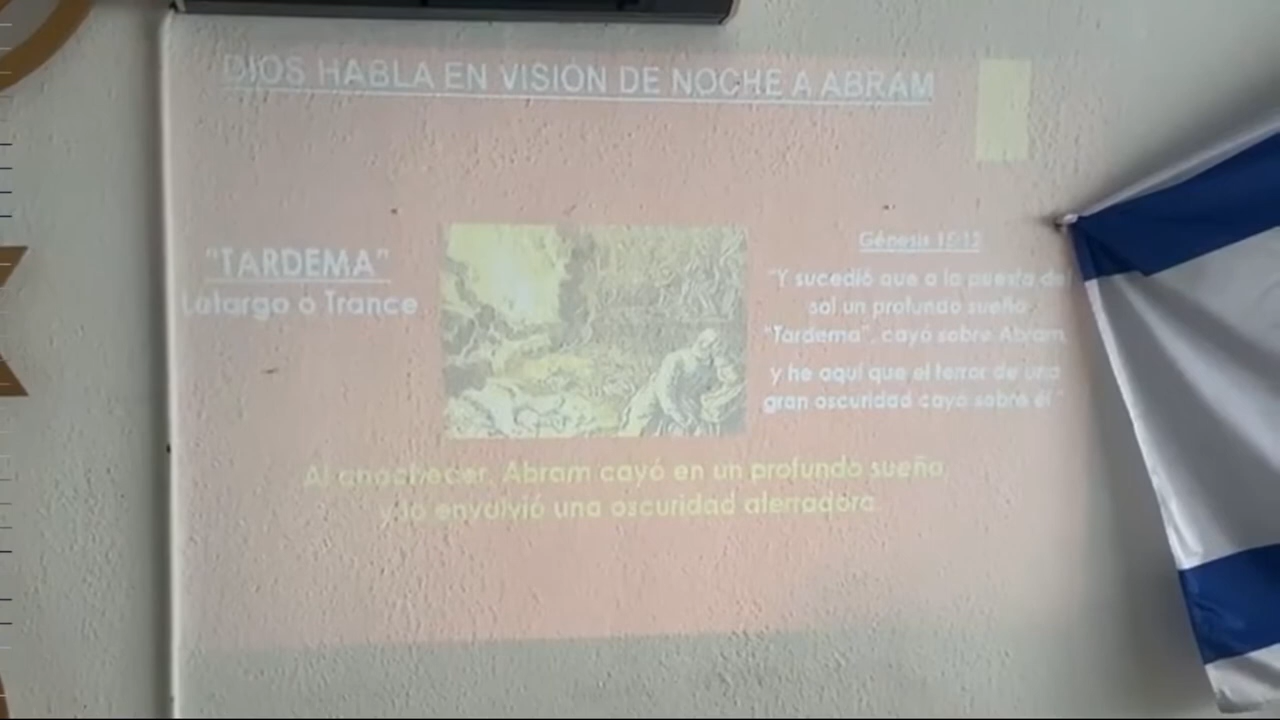 DIOS HABLA EN VISIÓN DE NOCHE A ABRAM
"TARDEMA"
Letargo o Trance
Génesis 15:12
"Y sucedió que a la puesta del
sol un profundo sueño
"Tardema", cayó sobre Abram,
y he aquí que el terror de una
gran oscuridad cayó sobre él"
Al anochecer, Abram cayó en un profundo sueño,
y lo envolvió una oscuridad aterradora.